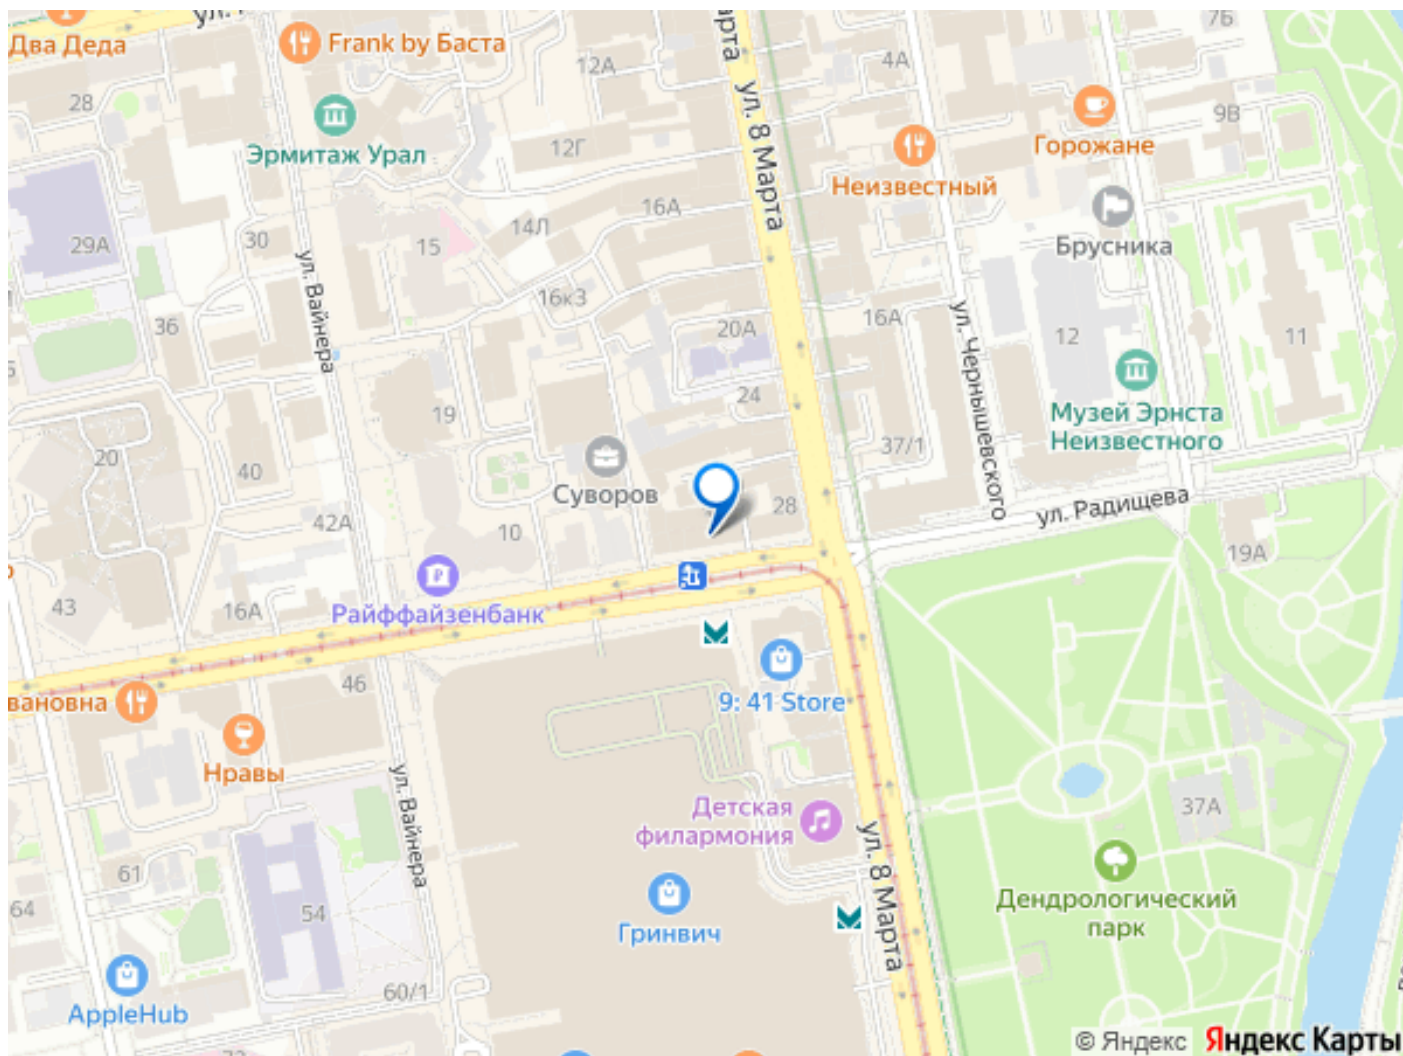 ул.
Два Деда
Frank by Баста
12А
28
Эрмитаж Урал
12Г
ул. 8 Марта
4А
7Б
9В
Горожане
Неизвестный
16А
14Л
Брусника
29А
30
15
ул. Вайнера
16к3
36
20А
16А
12
11
ул. Чернышевского
24
Музей Эрнста
Неизвестного
19
37/1
20
40
Суворов
28
ул. Радищева
42А
10
19А
43
16А
Райффайзенбанк
46
вановна
9: 41 Store
Нравы
ул. Вайнера
Детская
филармония
37А
ул. 8 Марта
61
64
54
Гринвич
Дендрологический
парк
60/1
AppleHub
© Яндекс Яндекс Карты